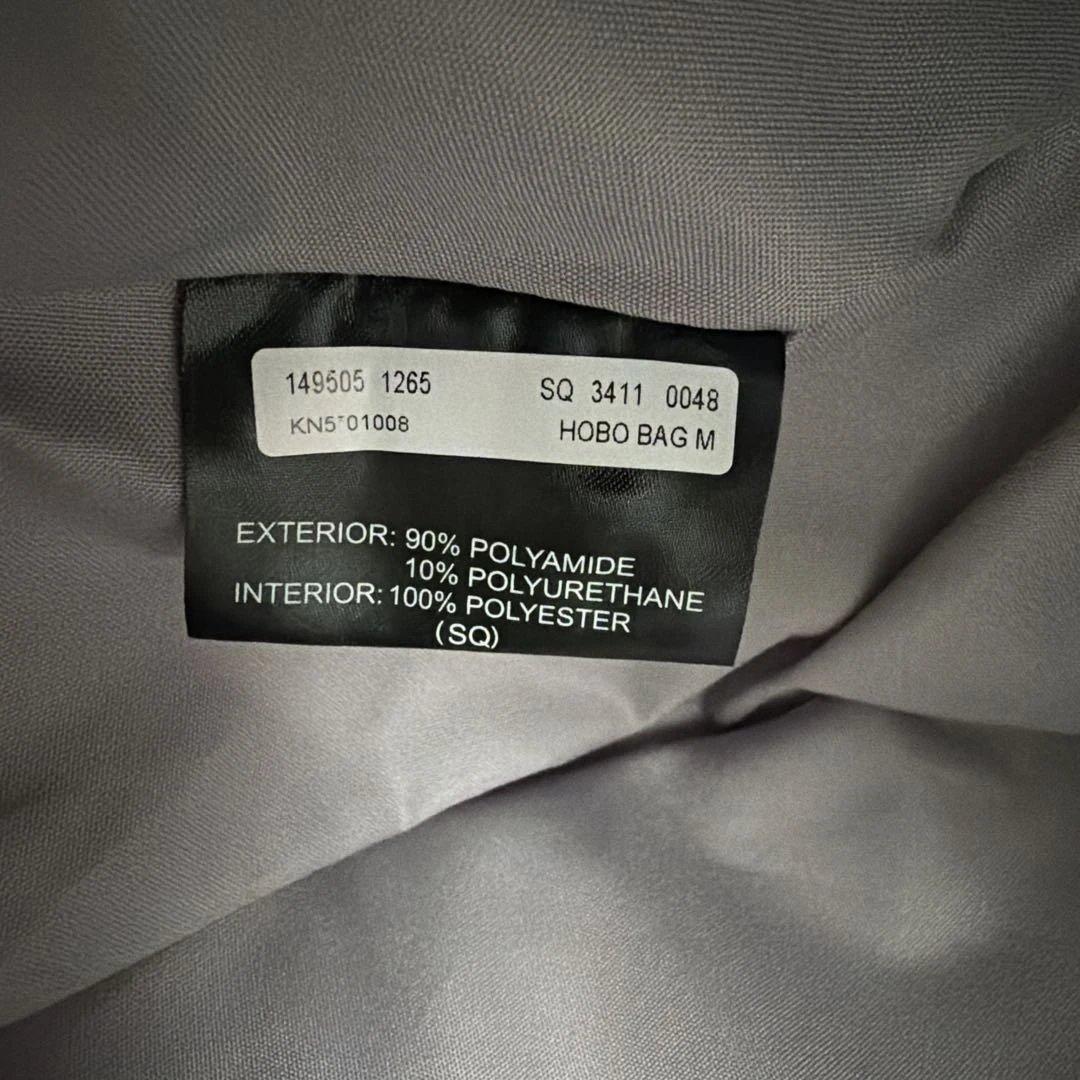 149505 1265 SQ 3411 0048
HOBO BAG M
EXTERIOR: 90% POLYAMIDE
10% POLYURETHANE
INTERIOR: 100% POLYESTER
(SQ)